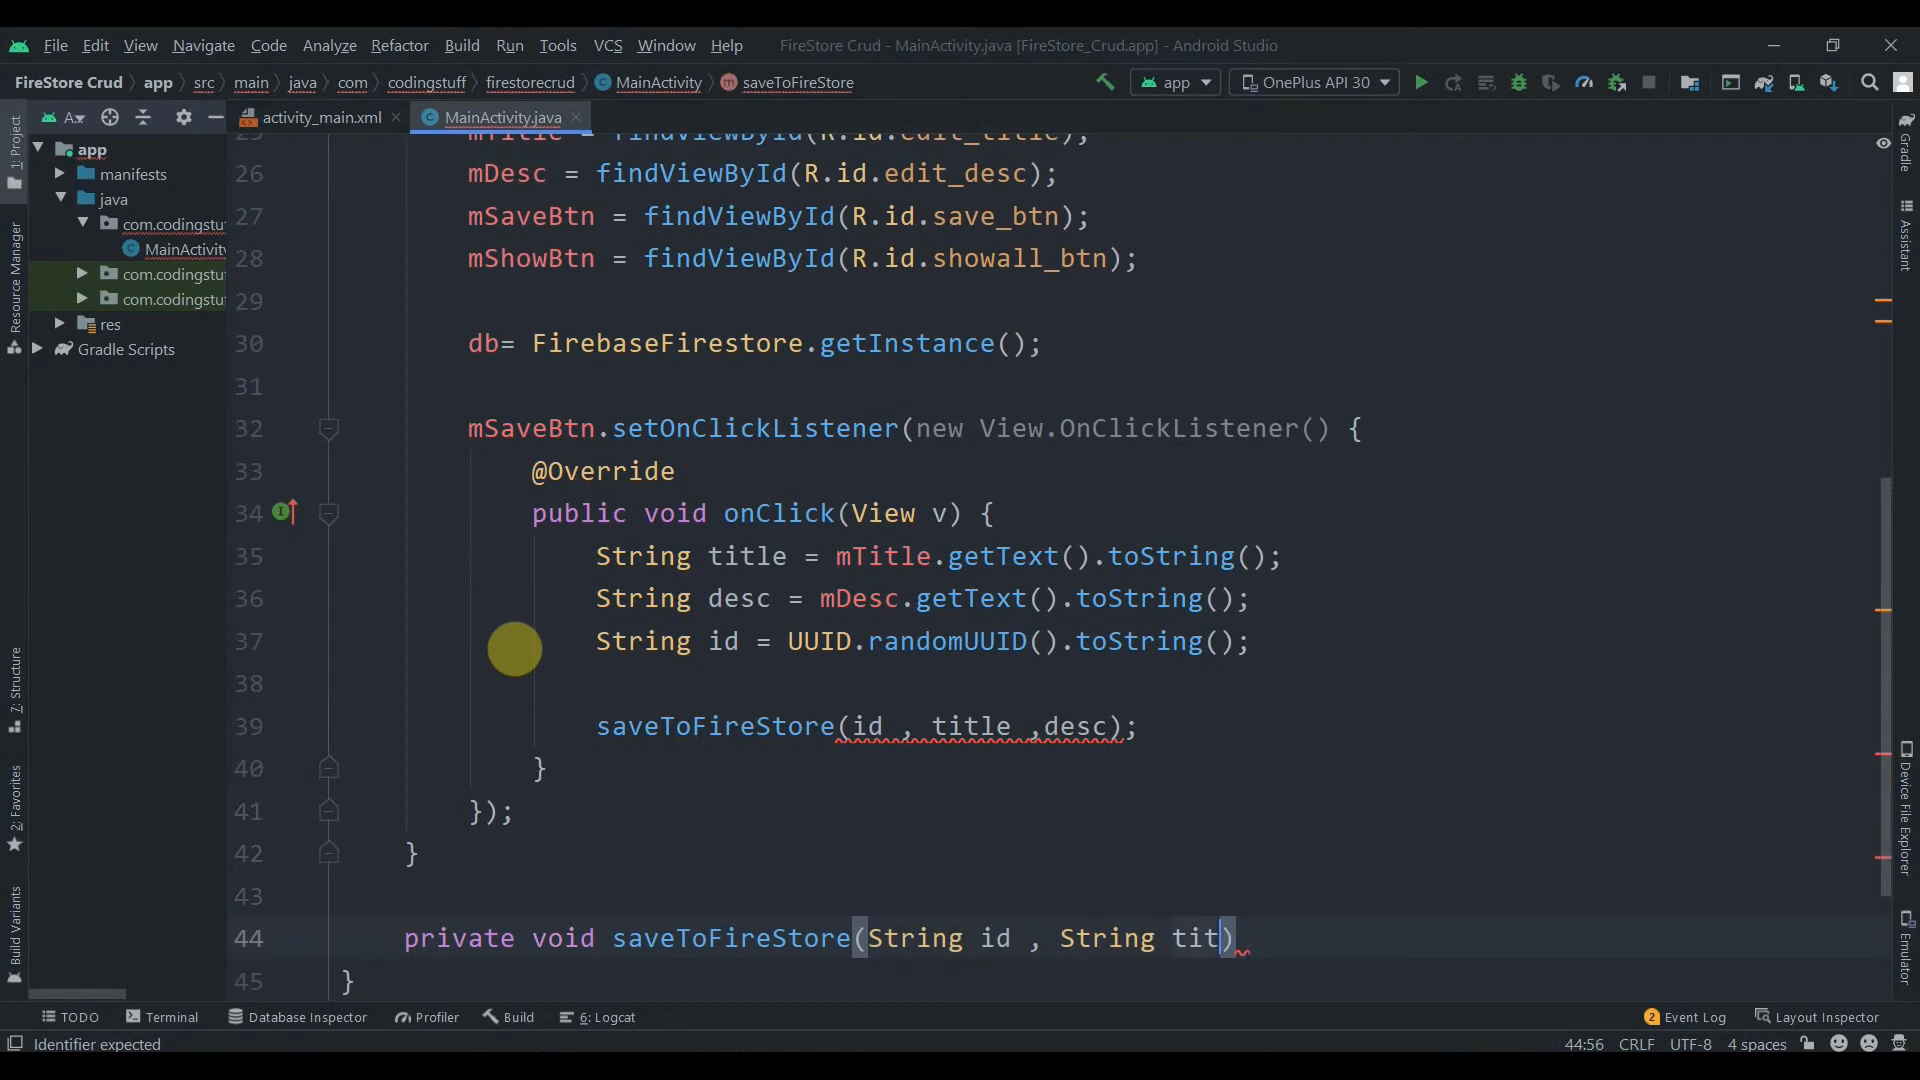 File Edit View Navigate Code Analyze Refactor Build Run Tools VCS Window Help FireStore Crud - MainActivity.java [FireStore_Crud.app] - Android Studio
FireStore Crud app src main java com codingstuff firestorecrud MainActivity saveToFireStore app OnePlus API 30
A.. activity_main.xml MainActivity.java
1: Project
Resource Manager
7: Structure
2: Favorites
Build Variants
app
manifests
java
com.codingstu
MainActivity
com.codingstu
com.codingstu
res
Gradle Scripts
25 mTitle = findViewById(R.id.edit_title);
26 mDesc = findViewById(R.id.edit_desc);
27 mSaveBtn = findViewById(R.id.save_btn);
28 mShowBtn = findViewById(R.id.showall_btn);
29
30 db= FirebaseFirestore.getInstance();
31
32 mSaveBtn.setOnClickListener(new View.OnClickListener() {
33 @Override
34 public void onClick(View v) {
35 String title = mTitle.getText().toString();
36 String desc = mDesc.getText().toString();
37 String id = UUID.randomUUID().toString();
38
39 saveToFireStore(id , title ,desc);
40 }
41 });
42 }
43
44 private void saveToFireStore(String id , String tit)
45 }
Gradle
Assistant
Device File Explorer
Emulator
TODO Terminal Database Inspector Profiler Build 6: Logcat 2 Event Log Layout Inspector
Identifier expected 44:56 CRLF UTF-8 4 spaces